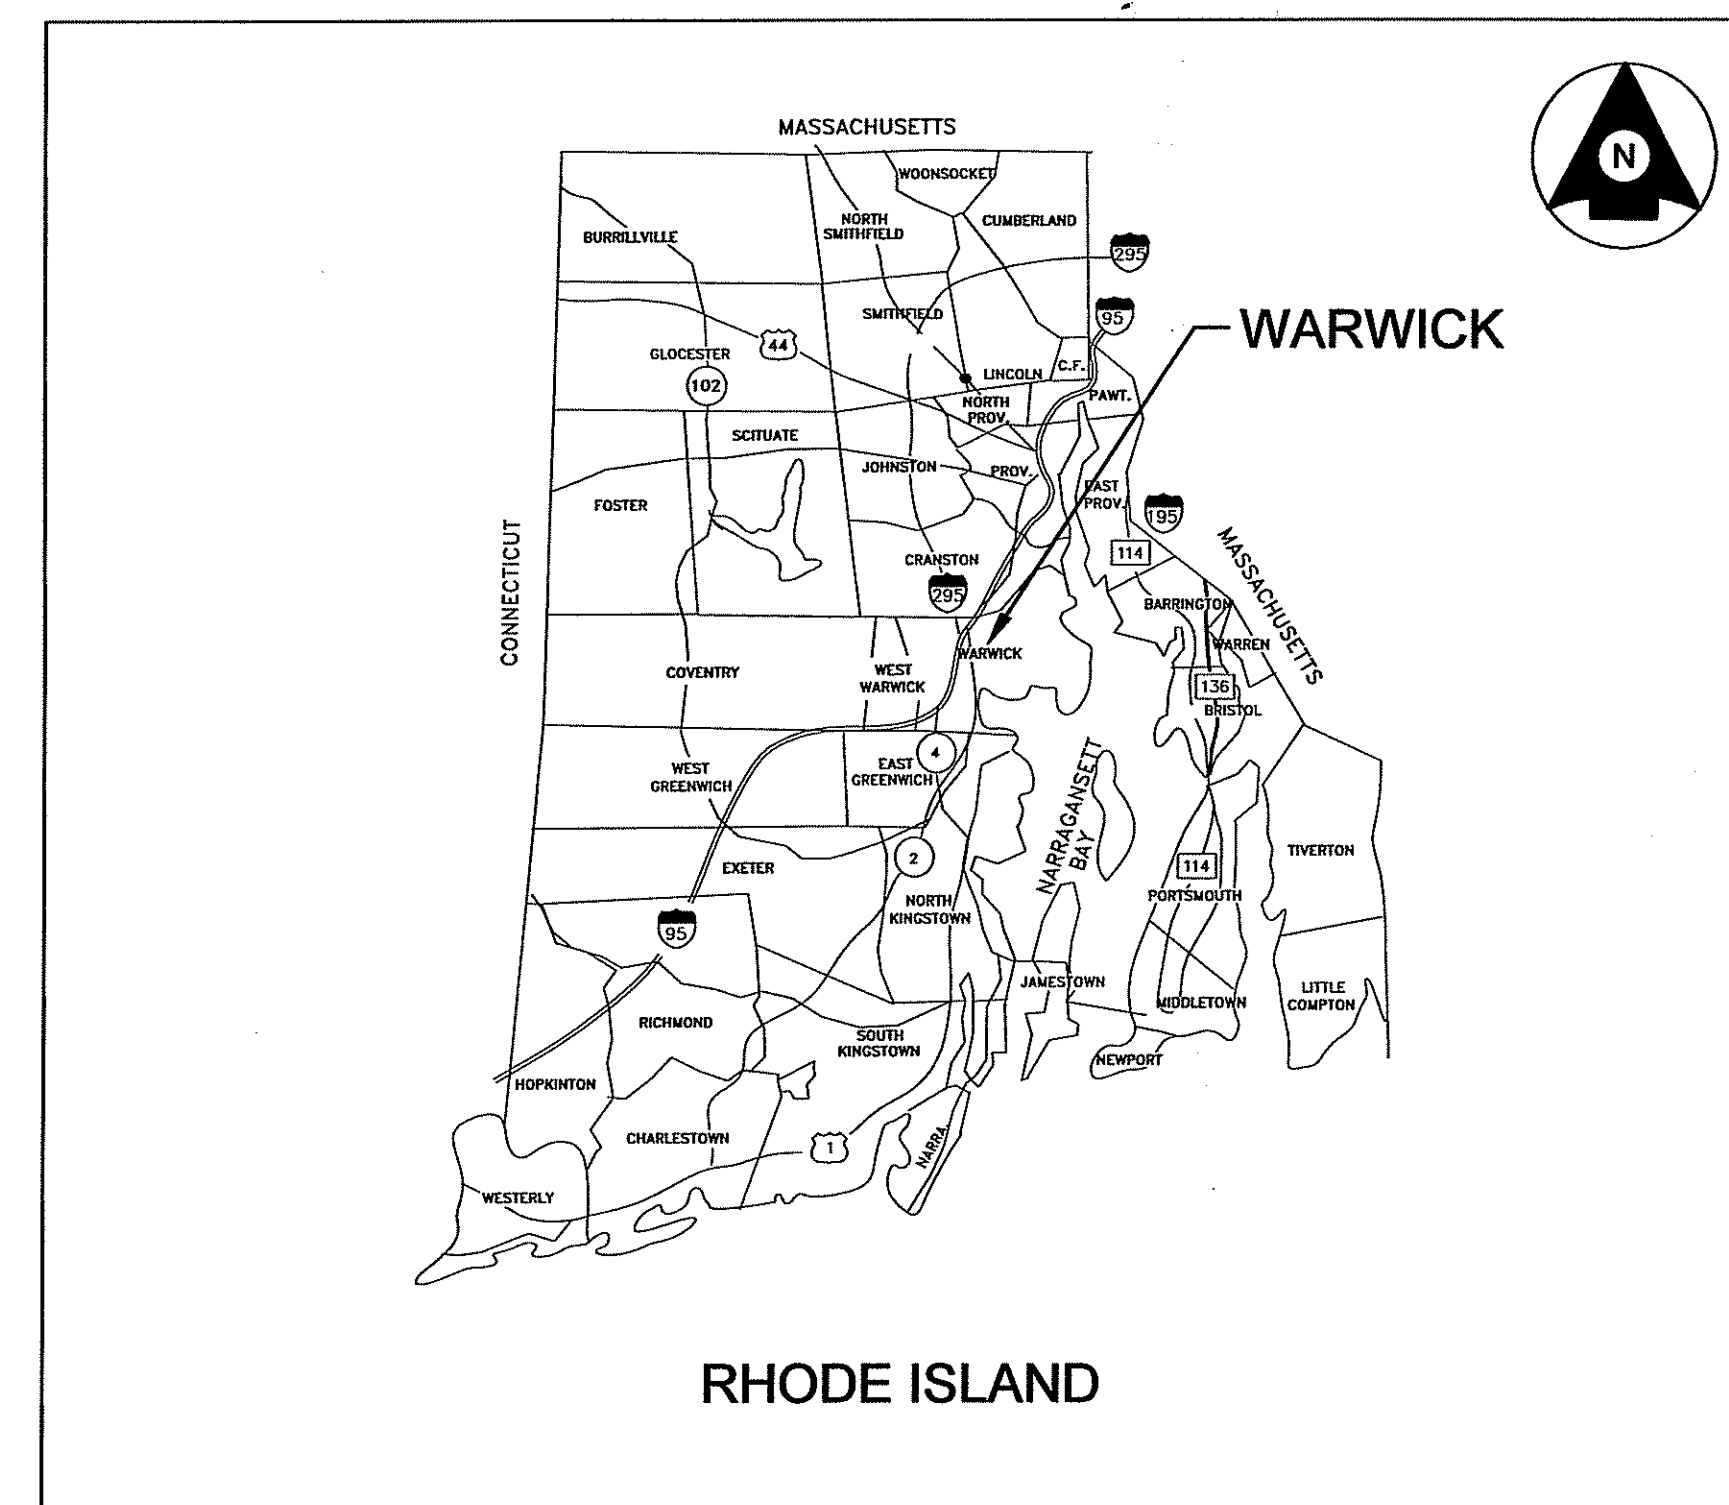 MASSACHUSETTS
N
WOONSOCKET
NORTH
SMITHFIELD
CUMBERLAND
BURRILLVILLE
295
SMITHFIELD
95
WARWICK
44
GLOCESTER
102
LINCOLN
C.F.
NORTH
PROV.
PAWT.
SCITUATE
JOHNSTON
PROV.
EAST
PROV.
FOSTER
195
CONNECTICUT
CRANSTON
114
MASSACHUSETTS
295
BARRINGTON
WARREN
WARWICK
COVENTRY
WEST
WARWICK
136
BRISTOL
4
WEST
GREENWICH
EAST
GREENWICH
NARRAGANSETT
BAY
2
TIVERTON
EXETER
114
PORTSMOUTH
NORTH
KINGSTOWN
95
JAMESTOWN
MIDDLETOWN
LITTLE
COMPTON
RICHMOND
SOUTH
KINGSTOWN
NEWPORT
HOPKINTON
CHARLESTOWN
1
NARRA.
WESTERLY
RHODE ISLAND